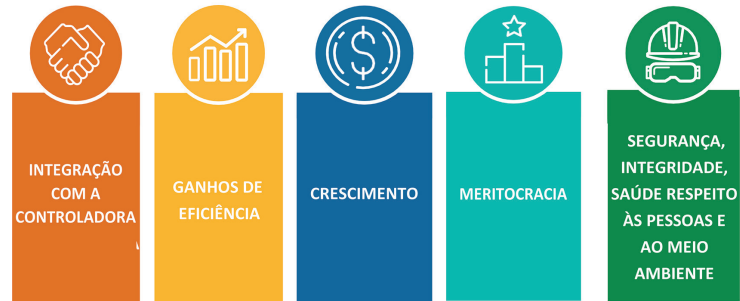 INTEGRAÇÃO
COM A
CONTROLADORA
GANHOS DE
EFICIÊNCIA
CRESCIMENTO
MERITOCRACIA
SEGURANÇA,
INTEGRIDADE,
SAÚDE RESPEITO
ÀS PESSOAS E
AO MEIO
AMBIENTE